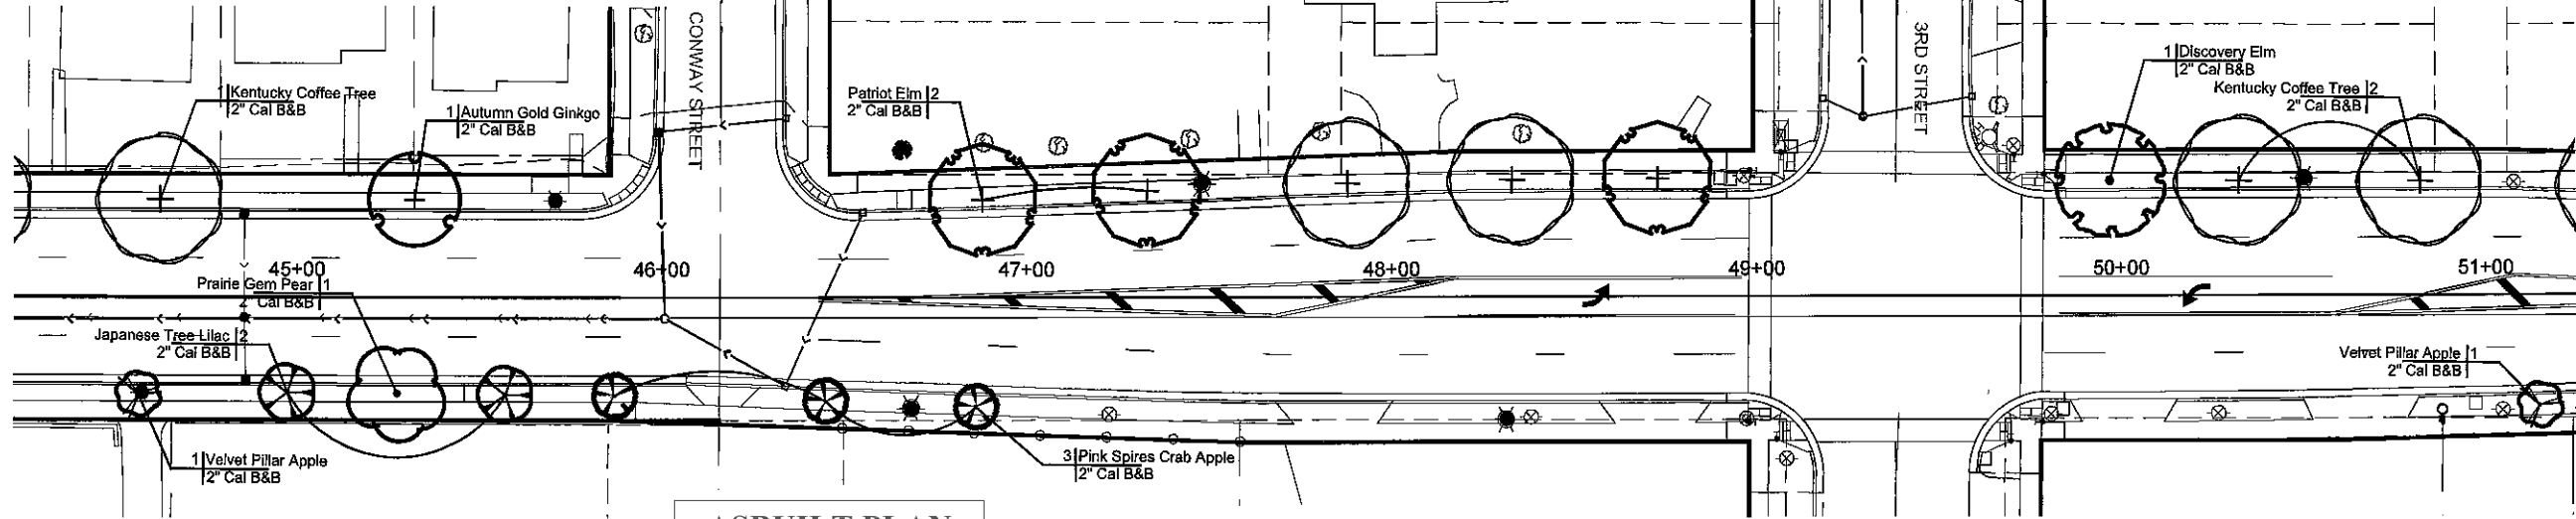 CONWAY STREET
3RD STREET
1 Discovery Elm
2" Cal B&B
Kentucky Coffee Tree 2
2" Cal B&B
Kentucky Coffee Tree
2" Cal B&B
1 Autumn Gold Ginkgo
2" Cal B&B
Patriot Elm 2
2" Cal B&B
45+00
46+00
47+00
48+00
49+00
50+00
51+00
Prairie Gem Pear 1
2" Cal B&B
Japanese Tree Lilac 2
2" Cal B&B
Velvet Pillar Apple 1
2" Cal B&B
1 Velvet Pillar Apple
2" Cal B&B
3 Pink Spires Crab Apple
2" Cal B&B